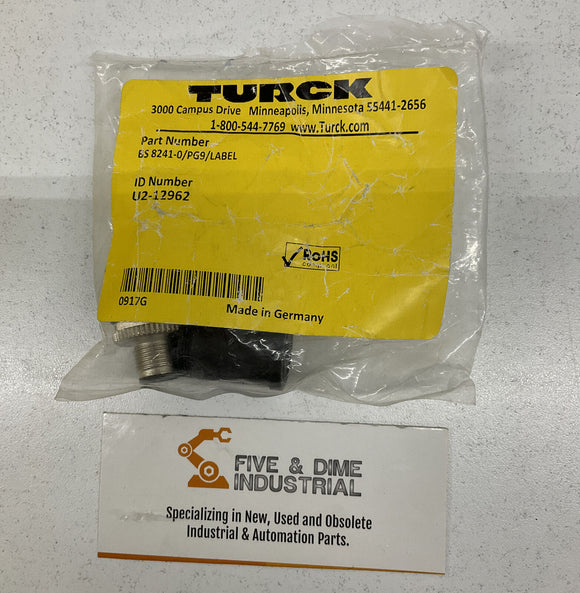 TURCK
3000 Campus Drive Minneapolis, Minnesota 55441-2656
1-800-544-7769 www.Turck.com
Part Number
BS 8241-0/PG9/LABEL
ID Number
U2-12962
RoHS
compliant
0917G
Made in Germany
FIVE & DIME
INDUSTRIAL
Specializing in New, Used and Obsolete
Industrial & Automation Parts.